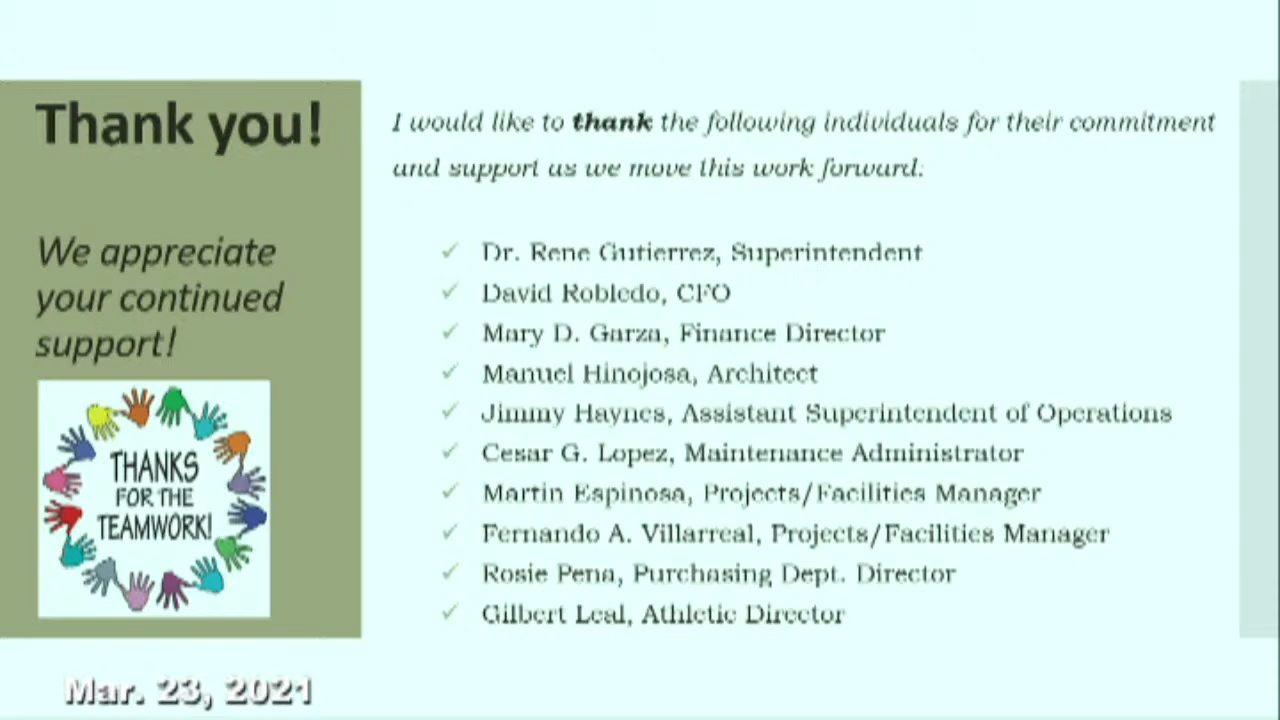 Thank you!
We appreciate
your continued
support!
THANKS
FOR THE
TEAMWORK!
I would like to thank the following individuals for their commitment
and support as we move this work forward:
✓ Dr. Rene Gutierrez, Superintendent
✓ David Robledo, CFO
✓ Mary D. Garza, Finance Director
✓ Manuel Hinojosa, Architect
✓ Jimmy Haynes, Assistant Superintendent of Operations
✓ Cesar G. Lopez, Maintenance Administrator
✓ Martin Espinosa, Projects/Facilities Manager
✓ Fernando A. Villarreal, Projects/Facilities Manager
✓ Rosie Pena, Purchasing Dept. Director
✓ Gilbert Leal, Athletic Director
Mar. 23, 2021